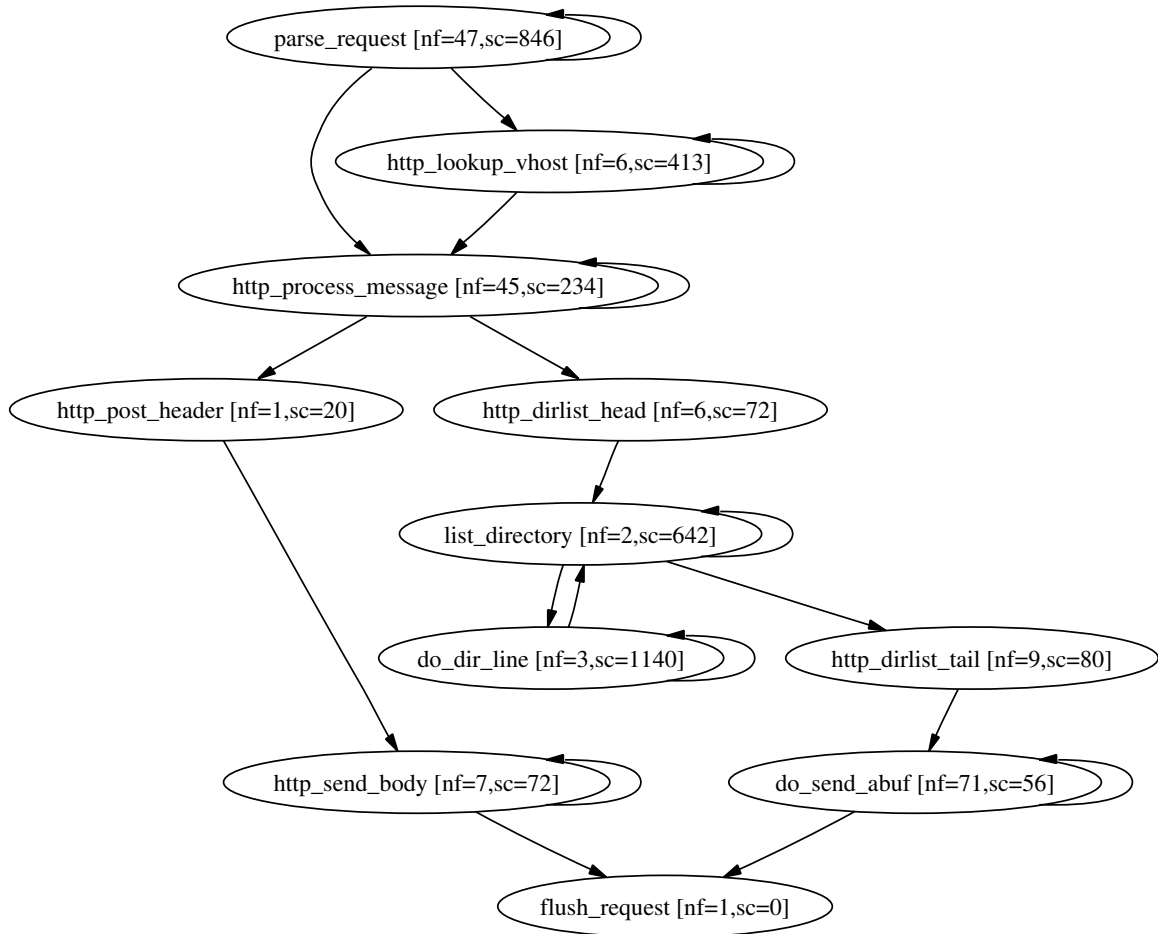 parse_request [nf=47,sc=846]
http_lookup_vhost [nf=6,sc=413]
http_process_message [nf=45,sc=234]
http_post_header [nf=1,sc=20]
http_dirlist_head [nf=6,sc=72]
list_directory [nf=2,sc=642]
do_dir_line [nf=3,sc=1140]
http_dirlist_tail [nf=9,sc=80]
http_send_body [nf=7,sc=72]
do_send_abuf [nf=71,sc=56]
flush_request [nf=1,sc=0]